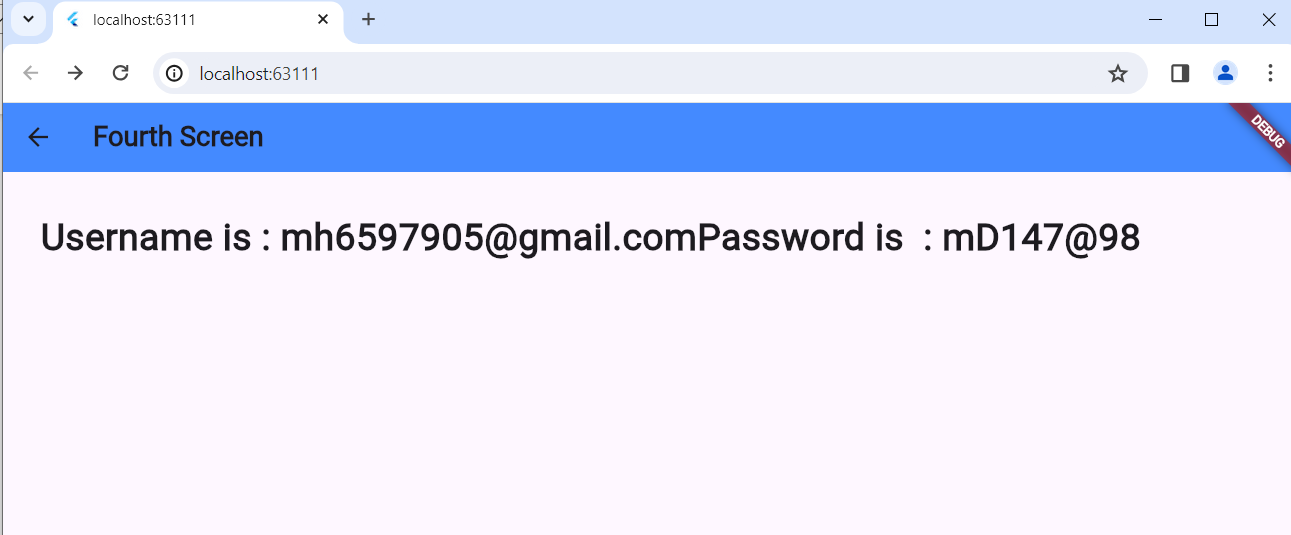 localhost:63111
localhost:63111
Fourth Screen
DEBUG
Username is : mh6597905@gmail.comPassword is  : mD147@98